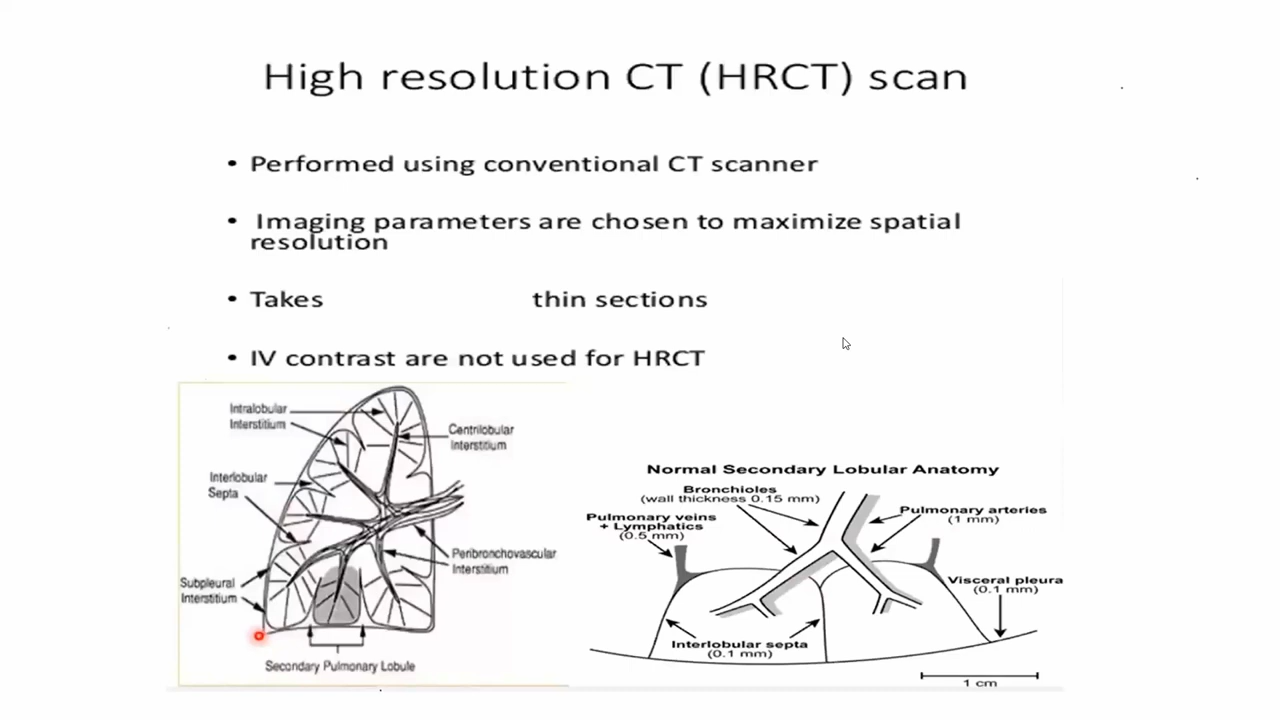 High resolution CT (HRCT) scan
• Performed using conventional CT scanner
• Imaging parameters are chosen to maximize spatial
resolution
• Takes thin sections
• IV contrast are not used for HRCT
Intralobular
Interstitium
Centrilobular
Interstitium
Interlobular
Septa
Peribronchovascular
Interstitium
Subpleural
Interstitium
Secondary Pulmonary Lobule
Normal Secondary Lobular Anatomy
Bronchioles
(wall thickness 0.15 mm)
Pulmonary veins
+ Lymphatics
(0.5 mm)
Pulmonary arteries
(1 mm)
Visceral pleura
(0.1 mm)
Interlobular septa
(0.1 mm)
1 cm